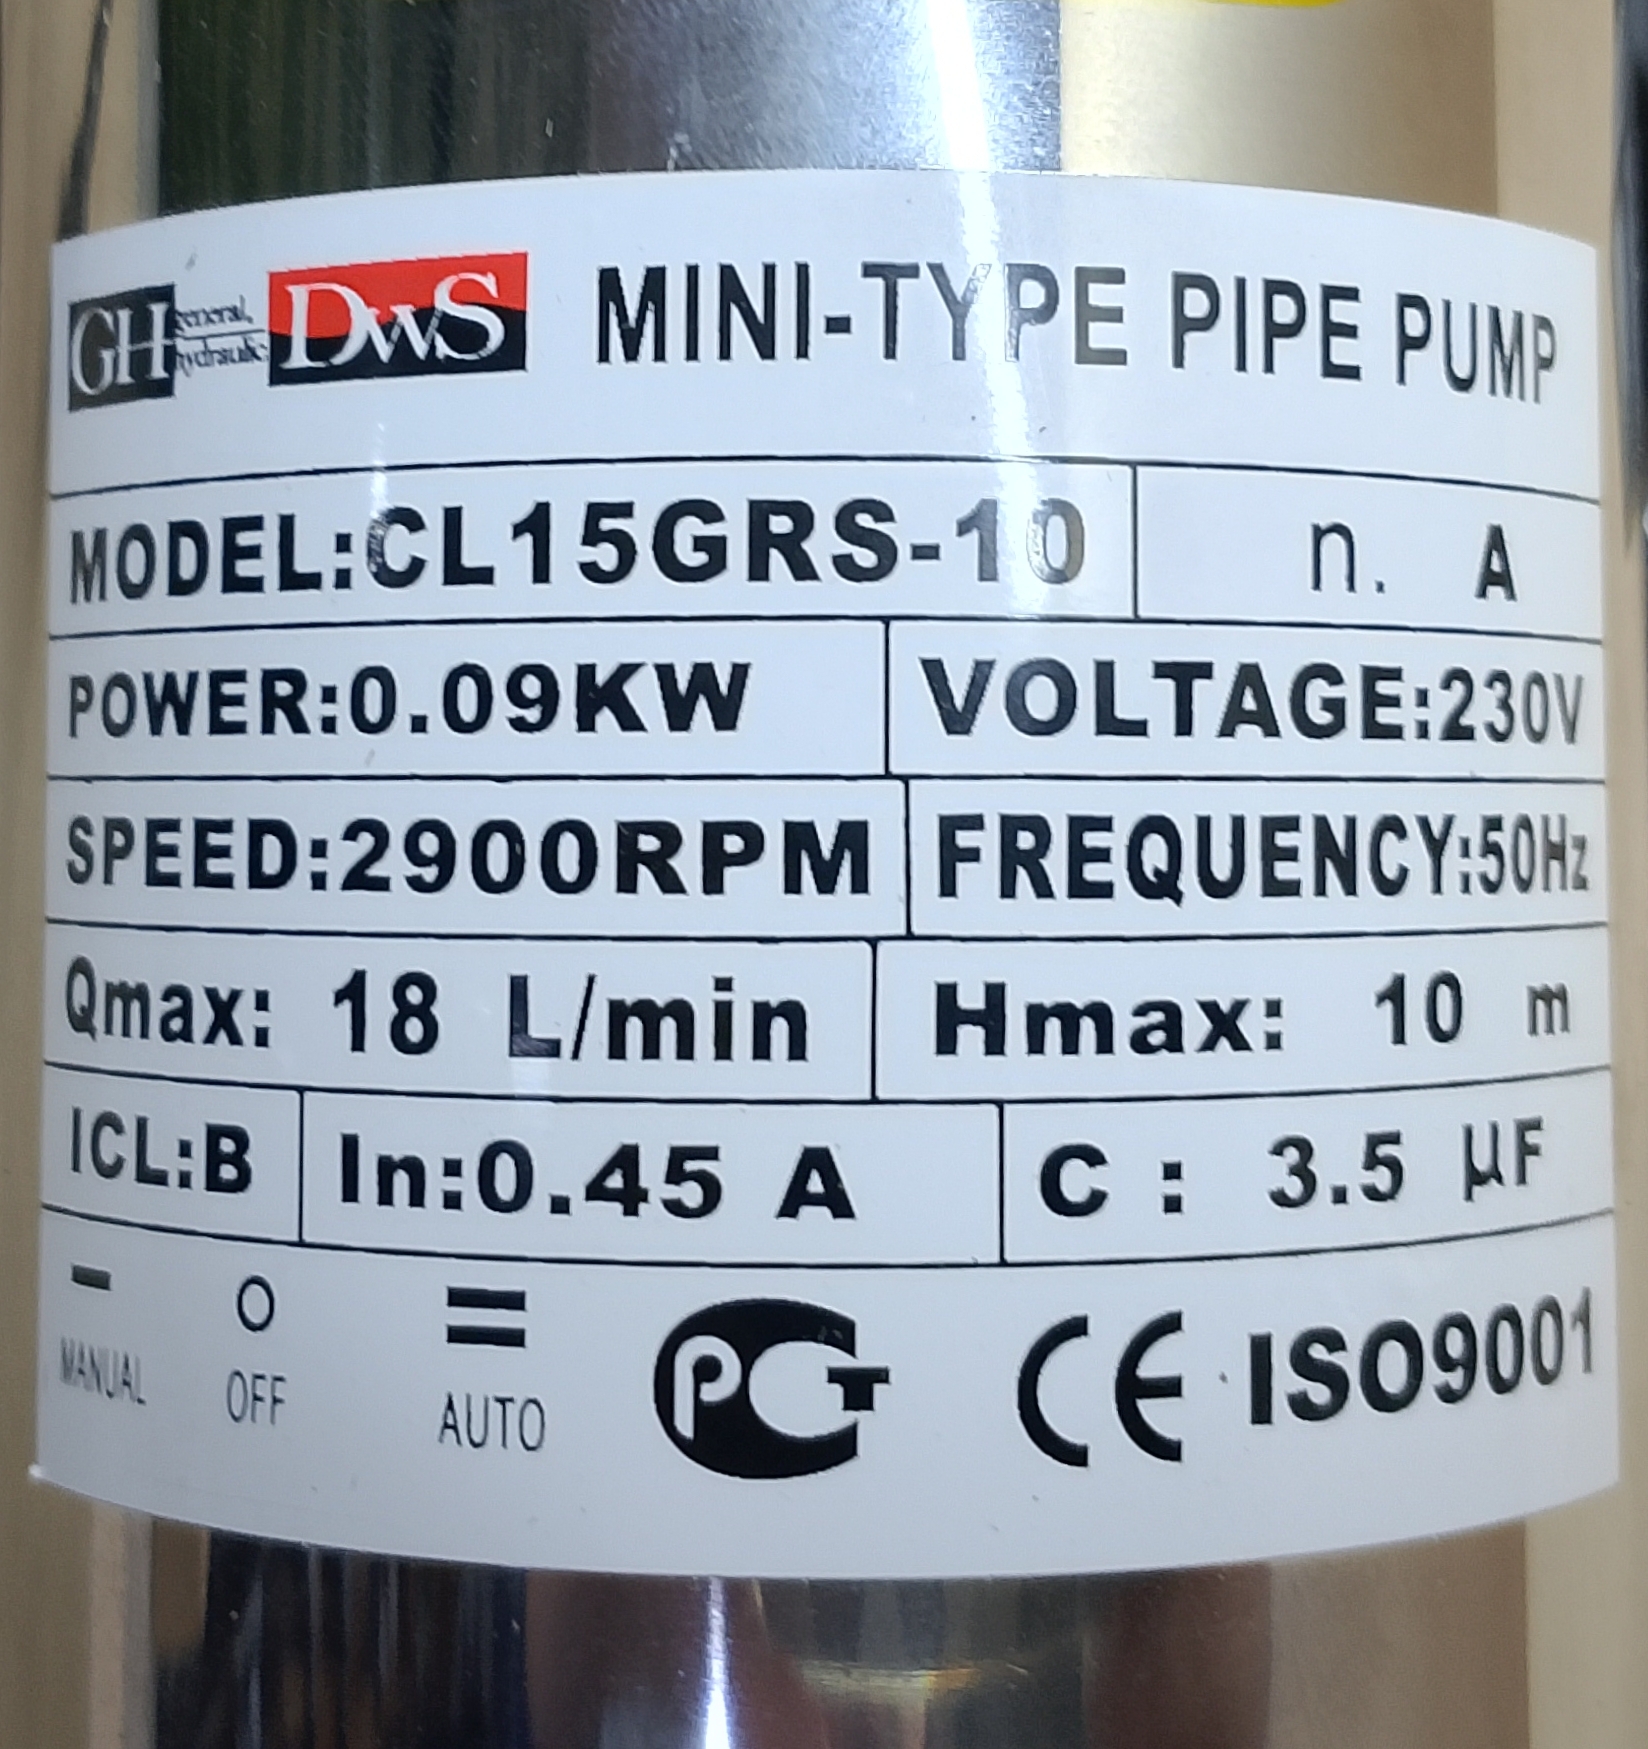 GH general, hydraulic DWS MINI-TYPE PIPE PUMP
MODEL:CL15GRS-10 n. A
POWER:0.09KW VOLTAGE:230V
SPEED:2900RPM FREQUENCY:50Hz
Qmax: 18 L/min Hmax: 10 m
ICL:B In:0.45 A C : 3.5 µF
MANUAL OFF AUTO РСТ CE ISO9001